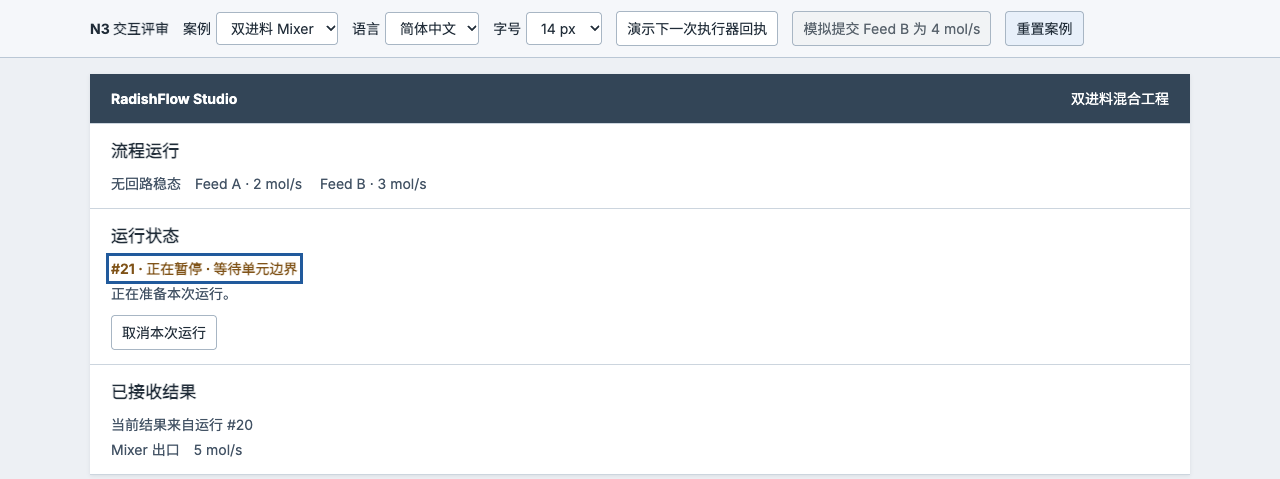 N3 交互评审 案例 双进料 Mixer 语言 简体中文 字号 14 px 演示下一次执行器回执 模拟提交 Feed B 为 4 mol/s 重置案例
RadishFlow Studio 双进料混合工程
流程运行
无回路稳态 Feed A · 2 mol/s Feed B · 3 mol/s
运行状态
#21 · 正在暂停 · 等待单元边界
正在准备本次运行。
取消本次运行
已接收结果
当前结果来自运行 #20
Mixer 出口 5 mol/s